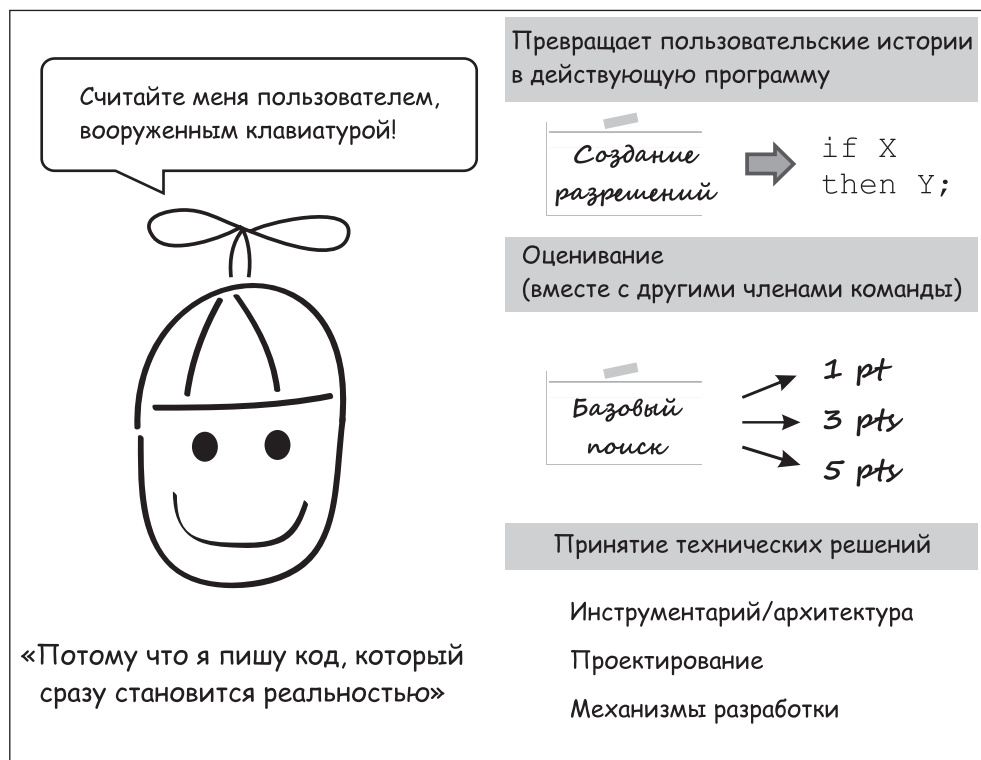 Считайте меня пользователем,
вооруженным клавиатурой!
«Потому что я пишу код, который
сразу становится реальностью»
Превращает пользовательские истории
в действующую программу
Создание
разрешений
if X
then Y;
Оценивание
(вместе с другими членами команды)
Базовый
поиск
1 pt
3 pts
5 pts
Принятие технических решений
Инструментарий/архитектура
Проектирование
Механизмы разработки